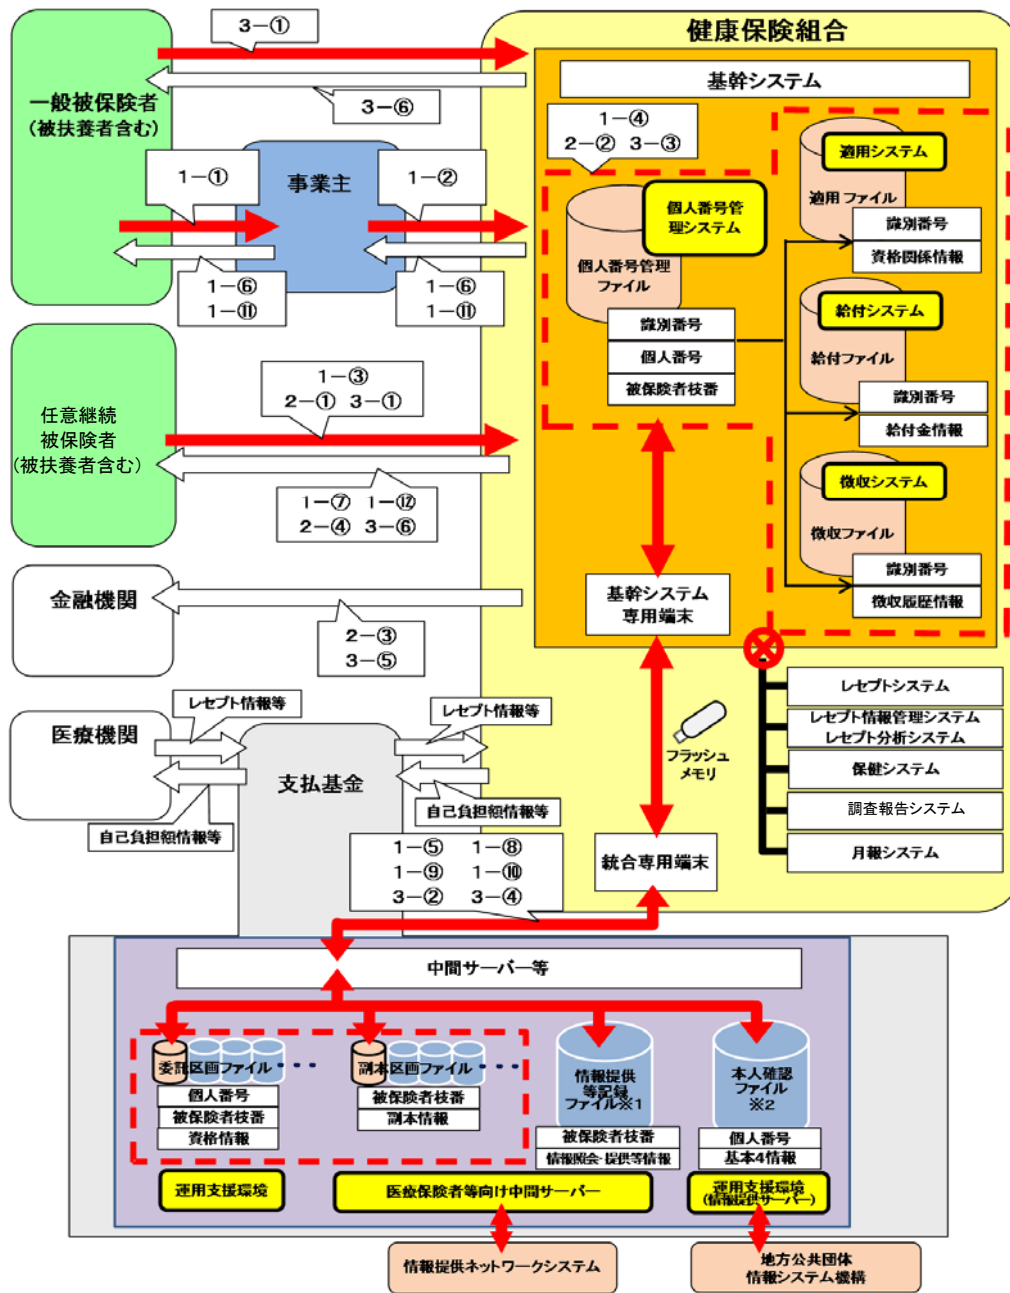 健康保険組合
基幹システム
3－①
一般被保険者
(被扶養者含む)
3－⑥
1－④
2－② 3－③
適用システム
適用 ファイル
識別番号
資格関係情報
個人番号管
理システム
個人番号管理
ファイル
識別番号
個人番号
被保険者枝番
1－①
事業主
1－②
1－⑥
1－⑪
1－⑥
1－⑪
給付システム
給付ファイル
識別番号
給付金情報
任意継続
被保険者
(被扶養者含む)
1－③
2－① 3－①
1－⑦ 1－⑫
2－④ 3－⑥
徴収システム
徴収ファイル
識別番号
徴収履歴情報
金融機関
2－③
3－⑤
基幹システム
専用端末
医療機関
レセプト情報等
自己負担額情報等
支払基金
レセプト情報等
自己負担額情報等
フラッシュ
メモリ
レセプトシステム
レセプト情報管理システム
レセプト分析システム
保健システム
調査報告システム
月報システム
1－⑤ 1－⑧
1－⑨ 1－⑩
3－② 3－④
統合専用端末
中間サーバー等
委託区画ファイル
個人番号
被保険者枝番
資格情報
副本区画ファイル
被保険者枝番
副本情報
情報提供
等記録
ファイル※1
被保険者枝番
情報照会・提供等情報
本人確認
ファイル
※2
個人番号
基本4情報
運用支援環境
医療保険者等向け中間サーバー
運用支援環境
(情報提供サーバー)
情報提供ネットワークシステム
地方公共団体
情報システム機構